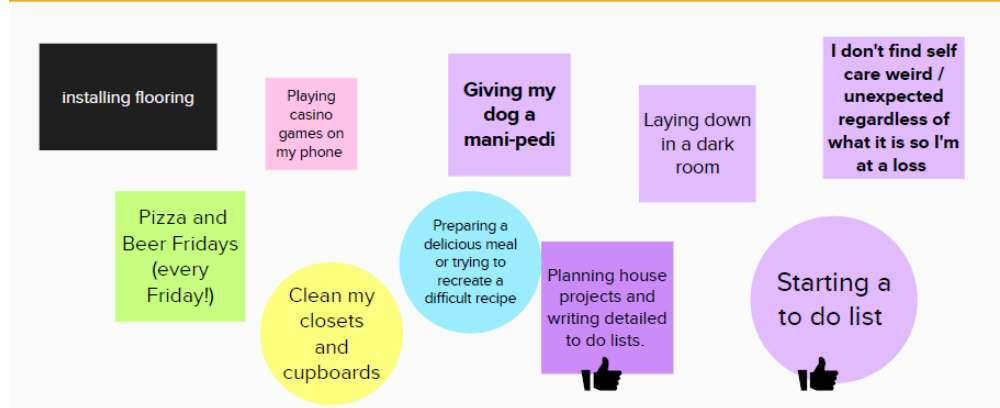 installing flooring
Playing
casino
games on
my phone
Giving my
dog a
mani-pedi
Laying down
in a dark
room
I don't find self
care weird /
unexpected
regardless of
what it is so I'm
at a loss
Pizza and
Beer Fridays
(every
Friday!)
Clean my
closets
and
cupboards
Preparing a
delicious meal
or trying to
recreate a
difficult recipe
Planning house
projects and
writing detailed
to do lists.
Starting a
to do list